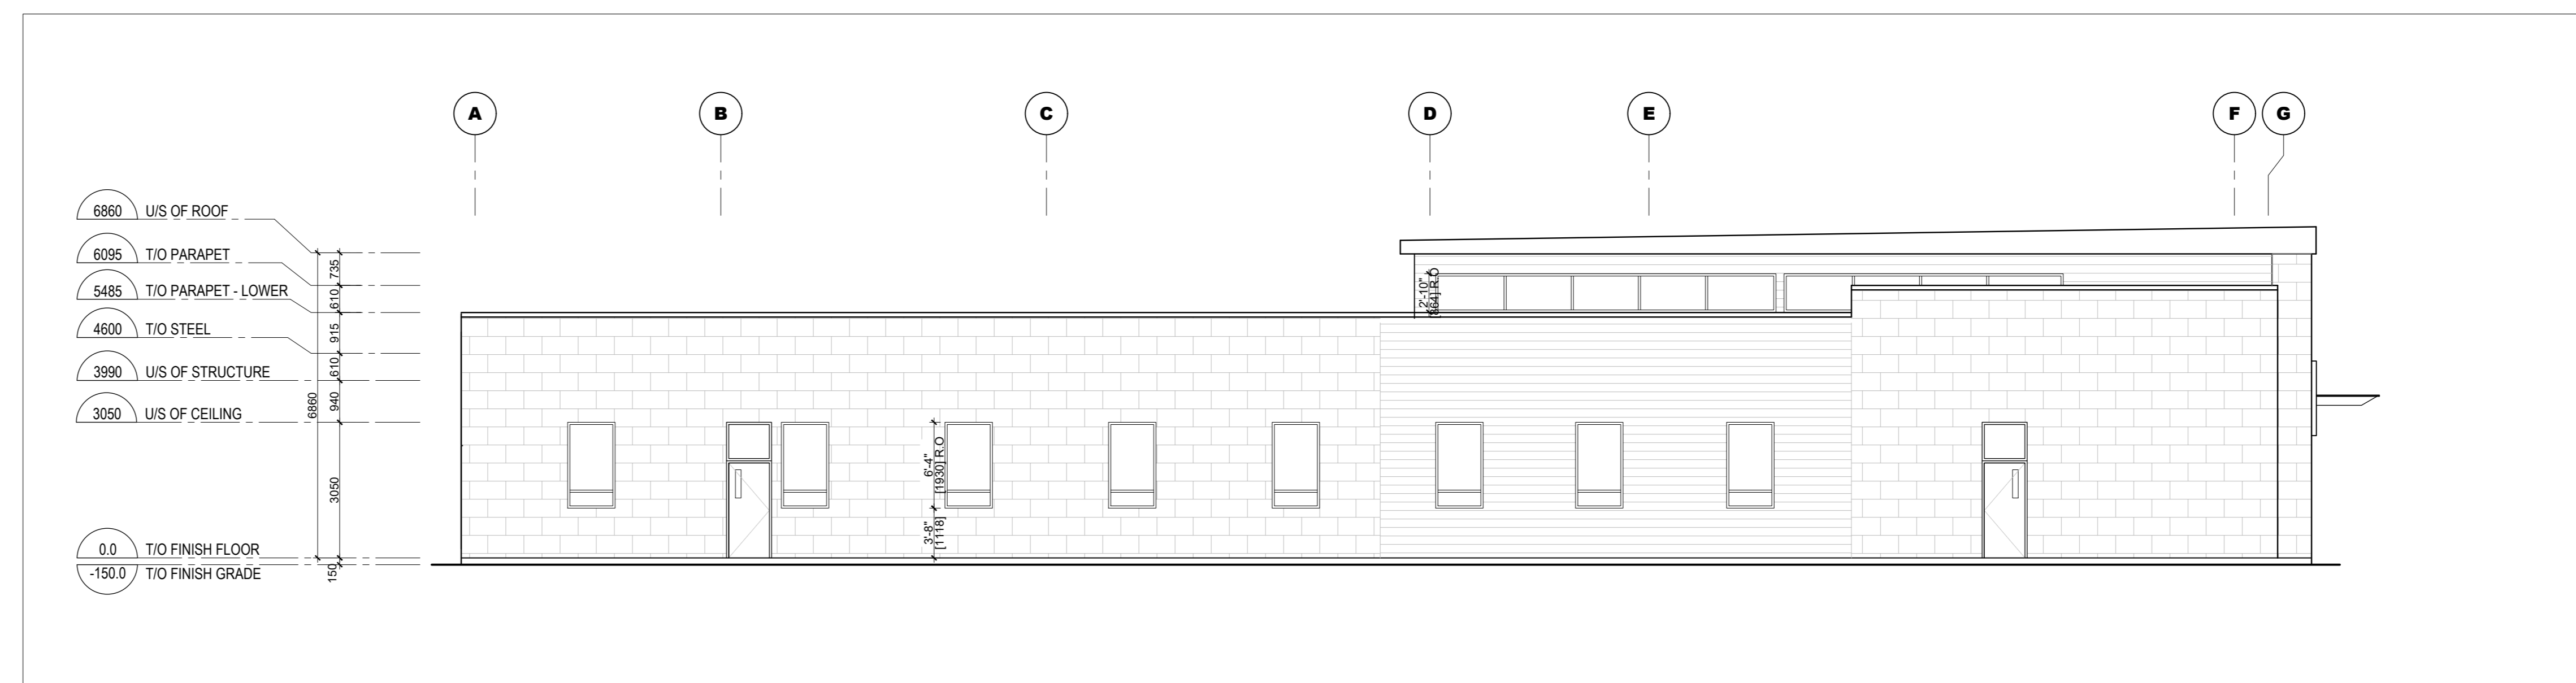 A B C D E F G
6860 U/S OF ROOF
6095 T/O PARAPET
5485 T/O PARAPET - LOWER
4600 T/O STEEL
3990 U/S OF STRUCTURE
3050 U/S OF CEILING
0.0 T/O FINISH FLOOR
-150.0 T/O FINISH GRADE
6860
735
610
915
610
940
3050
150
6'-4"
[1930] R.O
3'-8"
[1118]
2'-10"
[864] R.O